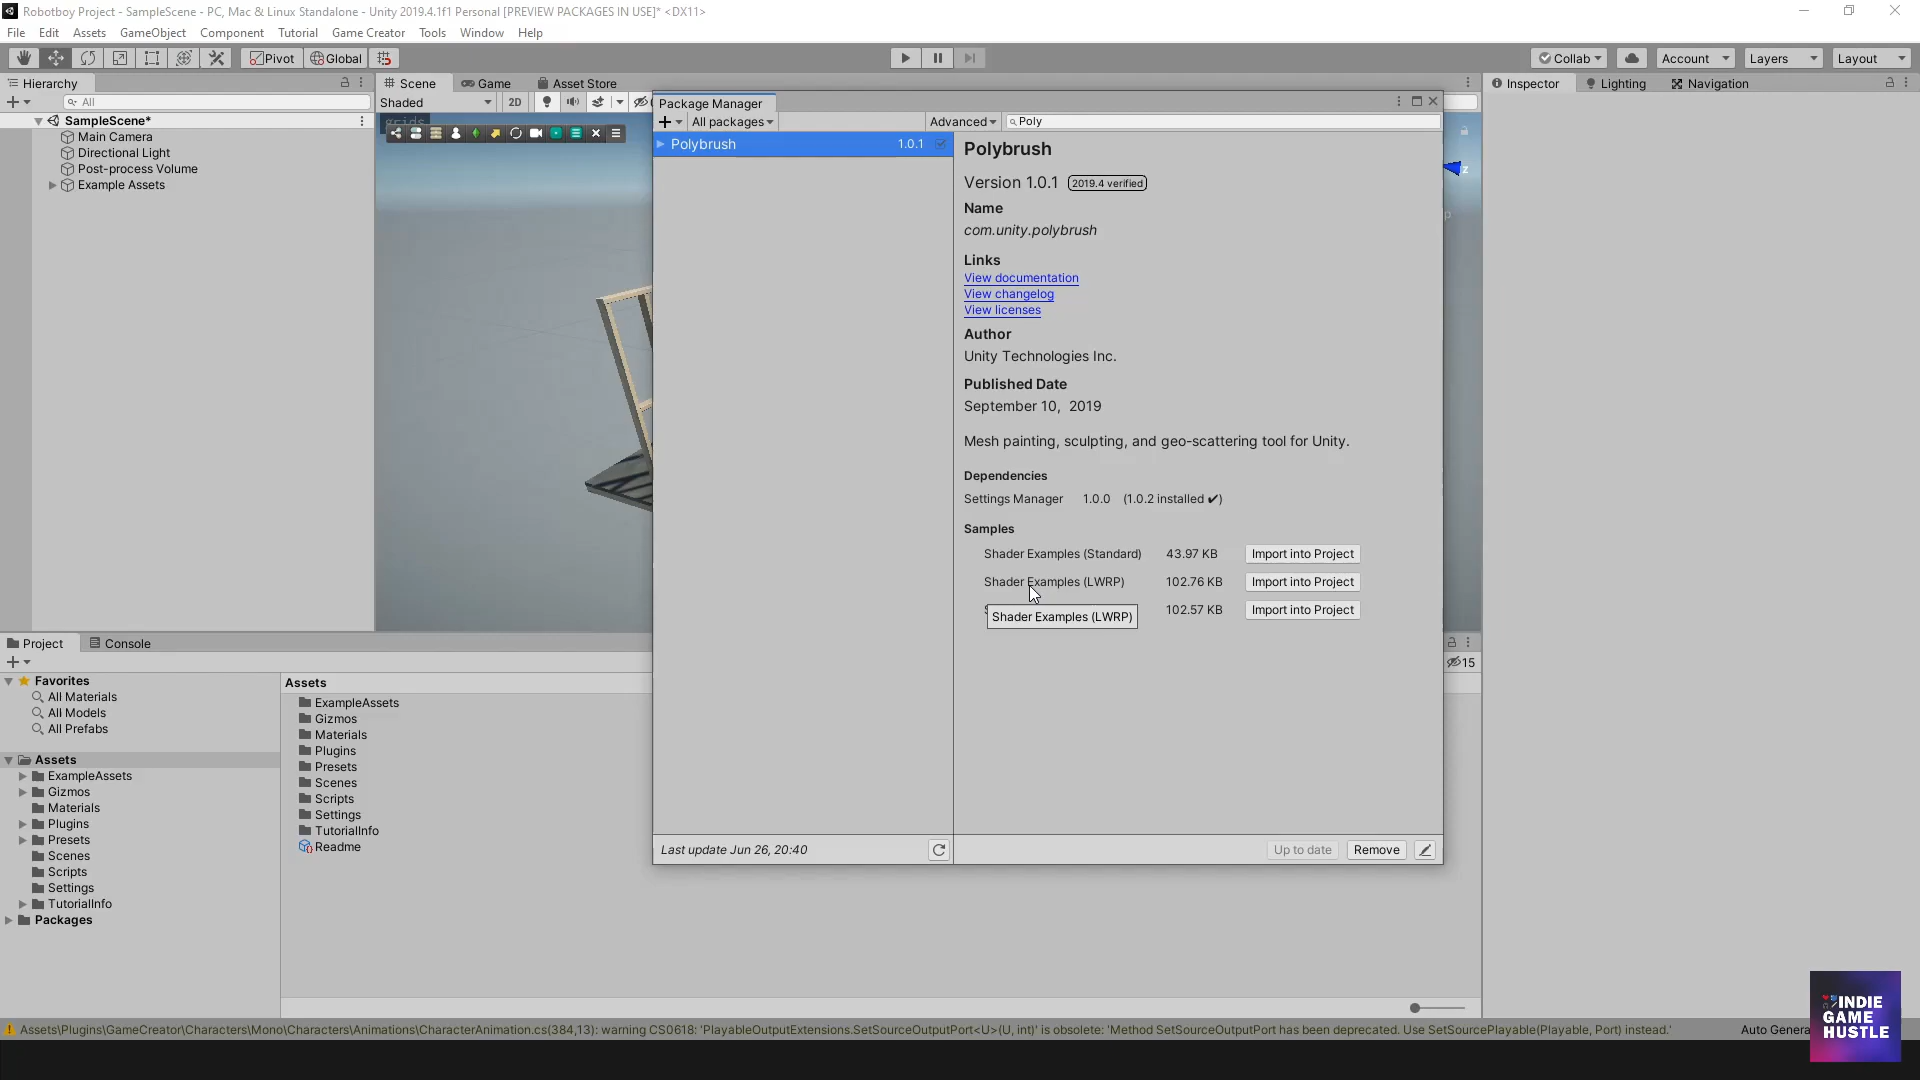 Robotboy Project - SampleScene - PC, Mac & Linux Standalone - Unity 2019.4.1f1 Personal [PREVIEW PACKAGES IN USE]* <DX11>
File Edit Assets GameObject Component Tutorial Game Creator Tools Window Help
Pivot Global Collab Account Layers Layout
Hierarchy
All
SampleScene*
Main Camera
Directional Light
Post-process Volume
Example Assets
Scene Game Asset Store
Shaded 2D
grids
Package Manager
All packages Advanced Poly
Polybrush 1.0.1
Polybrush
Version 1.0.1 2019.4 verified
Name
com.unity.polybrush
Links
View documentation
View changelog
View licenses
Author
Unity Technologies Inc.
Published Date
September 10, 2019
Mesh painting, sculpting, and geo-scattering tool for Unity.
Dependencies
Settings Manager 1.0.0 (1.0.2 installed ✔)
Samples
Shader Examples (Standard) 43.97 KB Import into Project
Shader Examples (LWRP) 102.76 KB Import into Project
102.57 KB Import into Project
Shader Examples (LWRP)
Last update Jun 26, 20:40
Up to date Remove
z
Inspector Lighting Navigation
Project Console
15
Favorites
All Materials
All Models
All Prefabs
Assets
ExampleAssets
Gizmos
Materials
Plugins
Presets
Scenes
Scripts
Settings
TutorialInfo
Packages
Assets
ExampleAssets
Gizmos
Materials
Plugins
Presets
Scenes
Scripts
Settings
TutorialInfo
Readme
Assets\Plugins\GameCreator\Characters\Mono\Characters\Animations\CharacterAnimation.cs(384,13): warning CS0618: 'PlayableOutputExtensions.SetSourceOutputPort<U>(U, int)' is obsolete: 'Method SetSourceOutputPort has been deprecated. Use SetSourcePlayable(Playable, Port) instead.'
Auto Genera
INDIE
GAME
HUSTLE